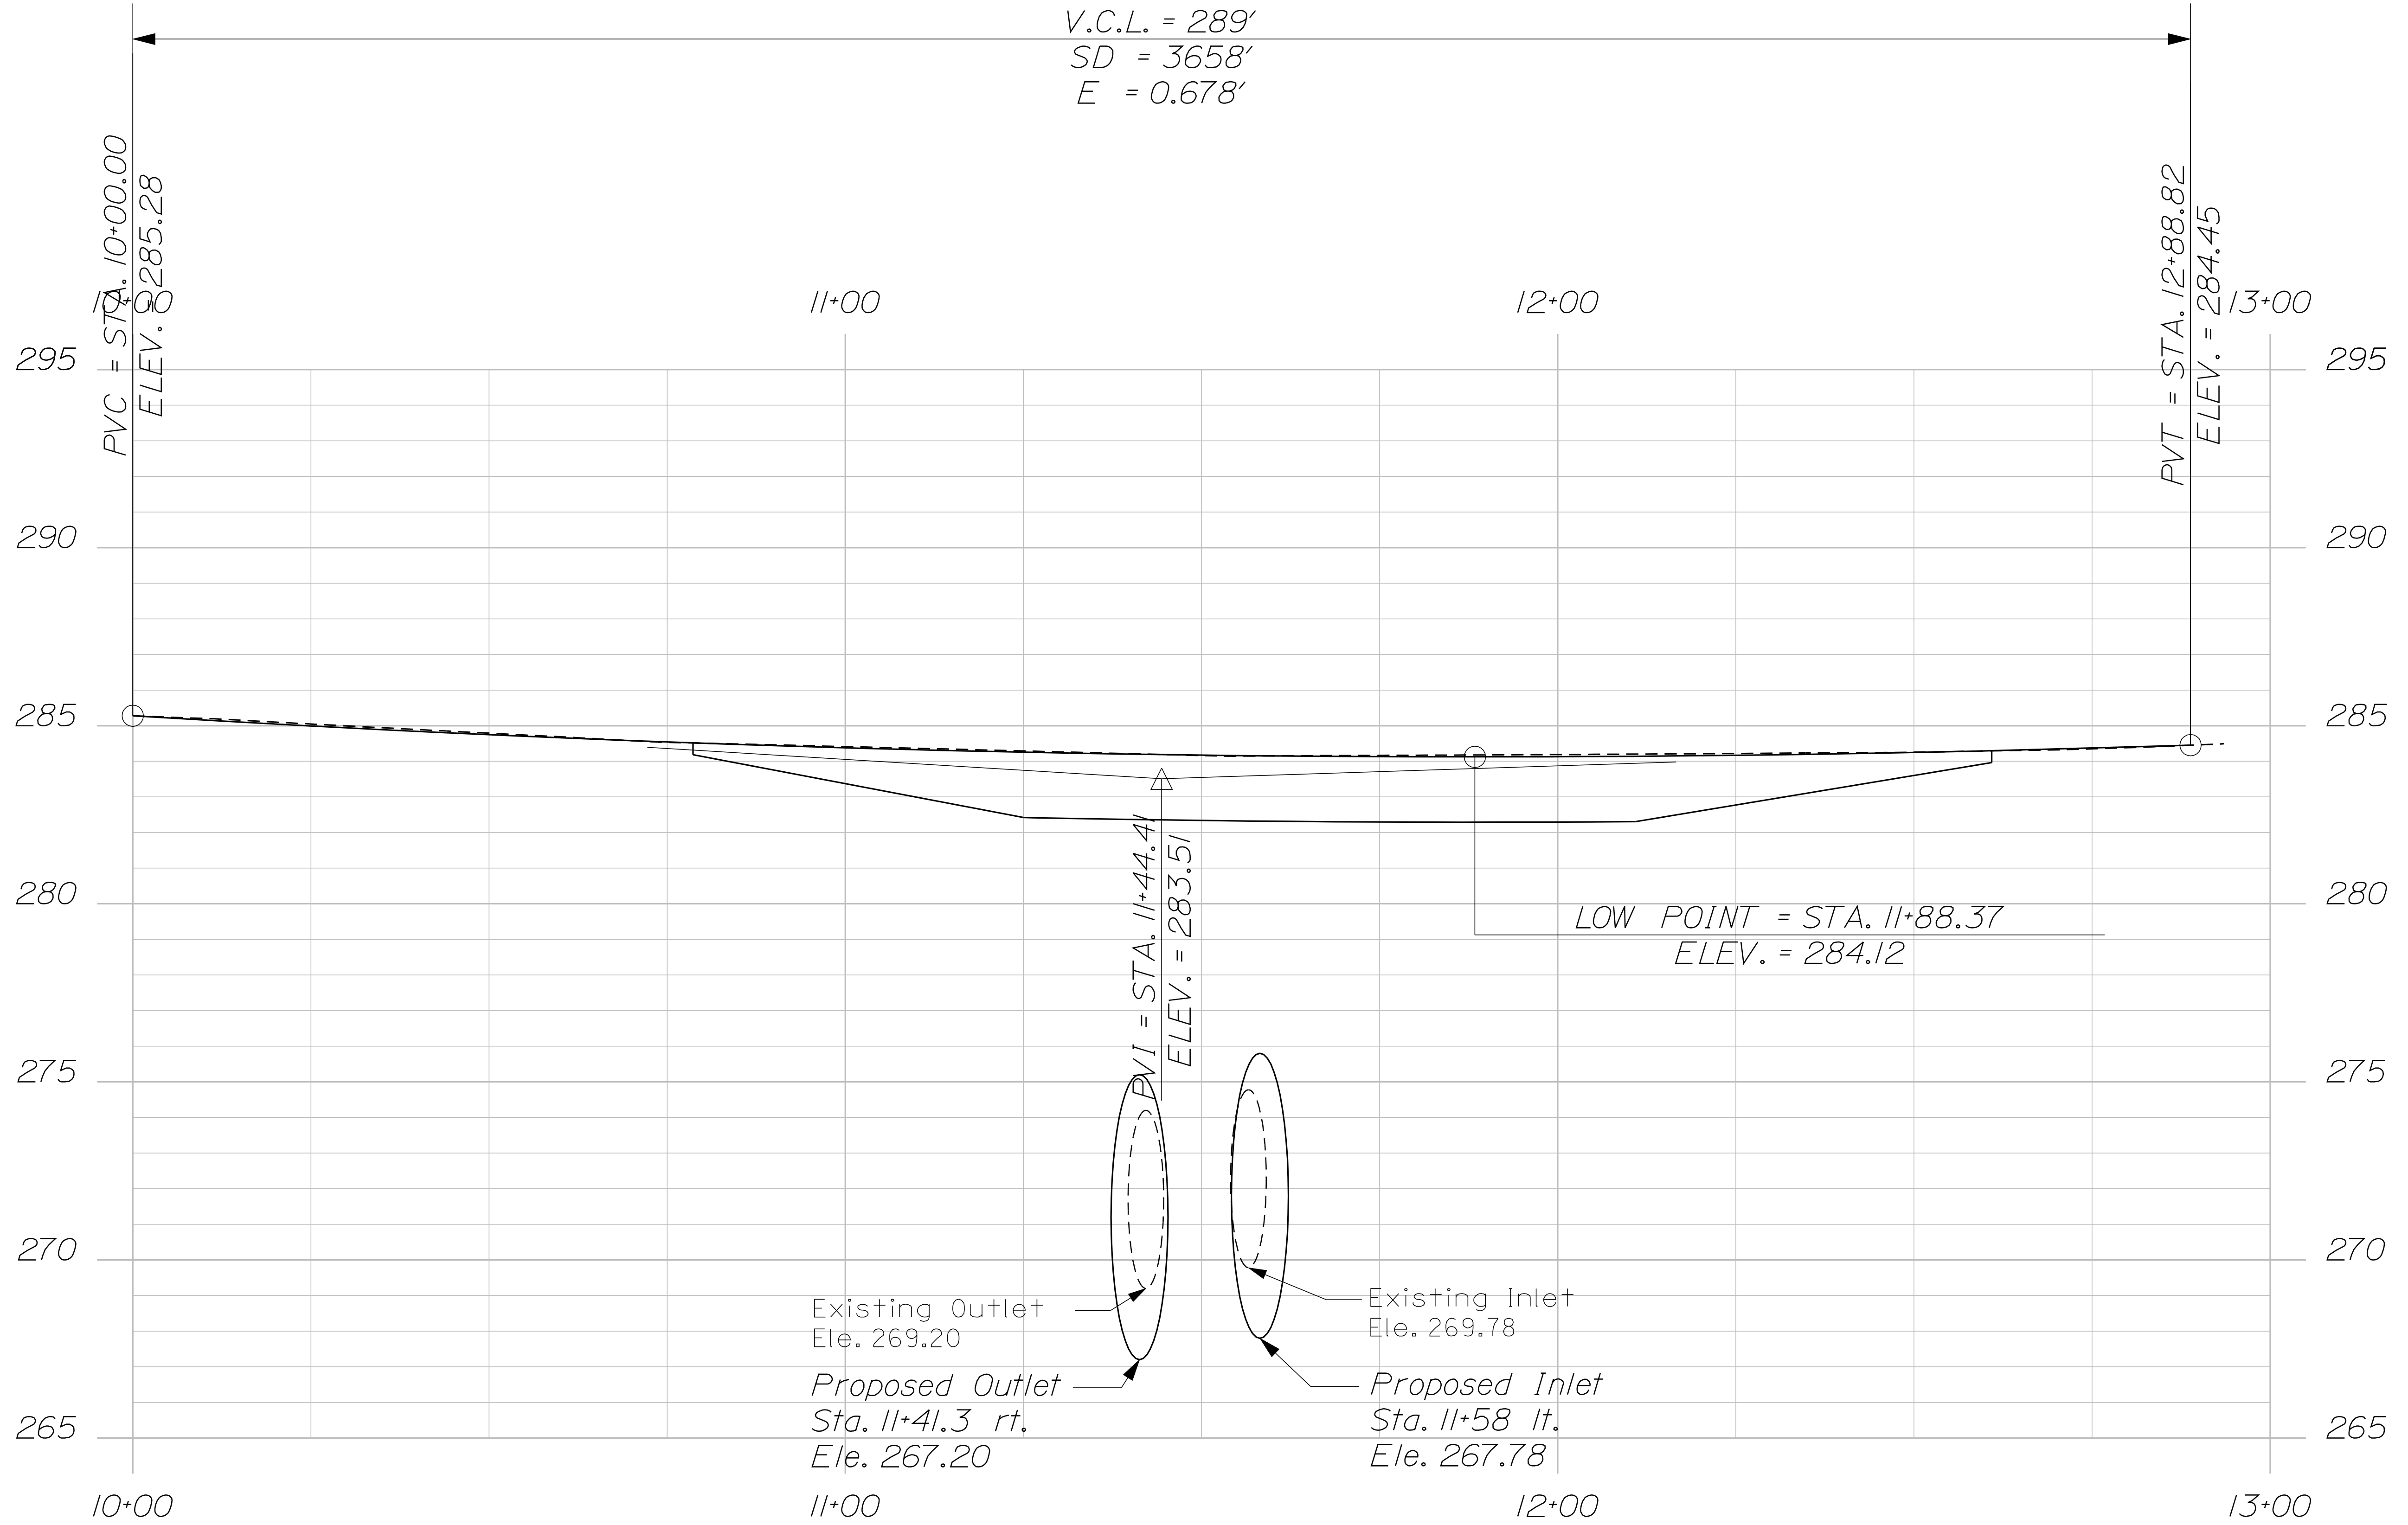 V.C.L. = 289'
SD = 3658'
E = 0.678'
PVC = STA. 10+00.00
ELEV. = 285.28
PVT = STA. 12+88.82
ELEV. = 284.45
10+00
11+00
12+00
13+00
295
295
290
290
285
285
280
280
PVI = STA. 11+44.41
ELEV. = 283.51
LOW POINT = STA. 11+88.37
ELEV. = 284.12
275
275
270
270
Existing Outlet
Ele. 269.20
Existing Inlet
Ele. 269.78
Proposed Outlet
Sta. 11+41.3 rt.
Ele. 267.20
Proposed Inlet
Sta. 11+58 lt.
Ele. 267.78
265
265
10+00
11+00
12+00
13+00